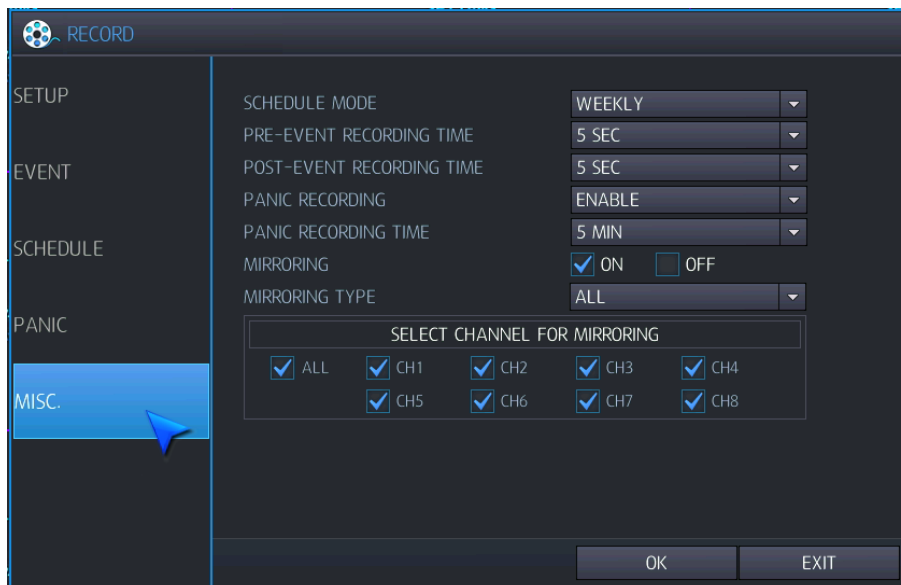 RECORD
SETUP
EVENT
SCHEDULE
PANIC
MISC.
SCHEDULE MODE WEEKLY
PRE-EVENT RECORDING TIME 5 SEC
POST-EVENT RECORDING TIME 5 SEC
PANIC RECORDING ENABLE
PANIC RECORDING TIME 5 MIN
MIRRORING ON OFF
MIRRORING TYPE ALL
SELECT CHANNEL FOR MIRRORING
ALL CH1 CH2 CH3 CH4
CH5 CH6 CH7 CH8
OK EXIT